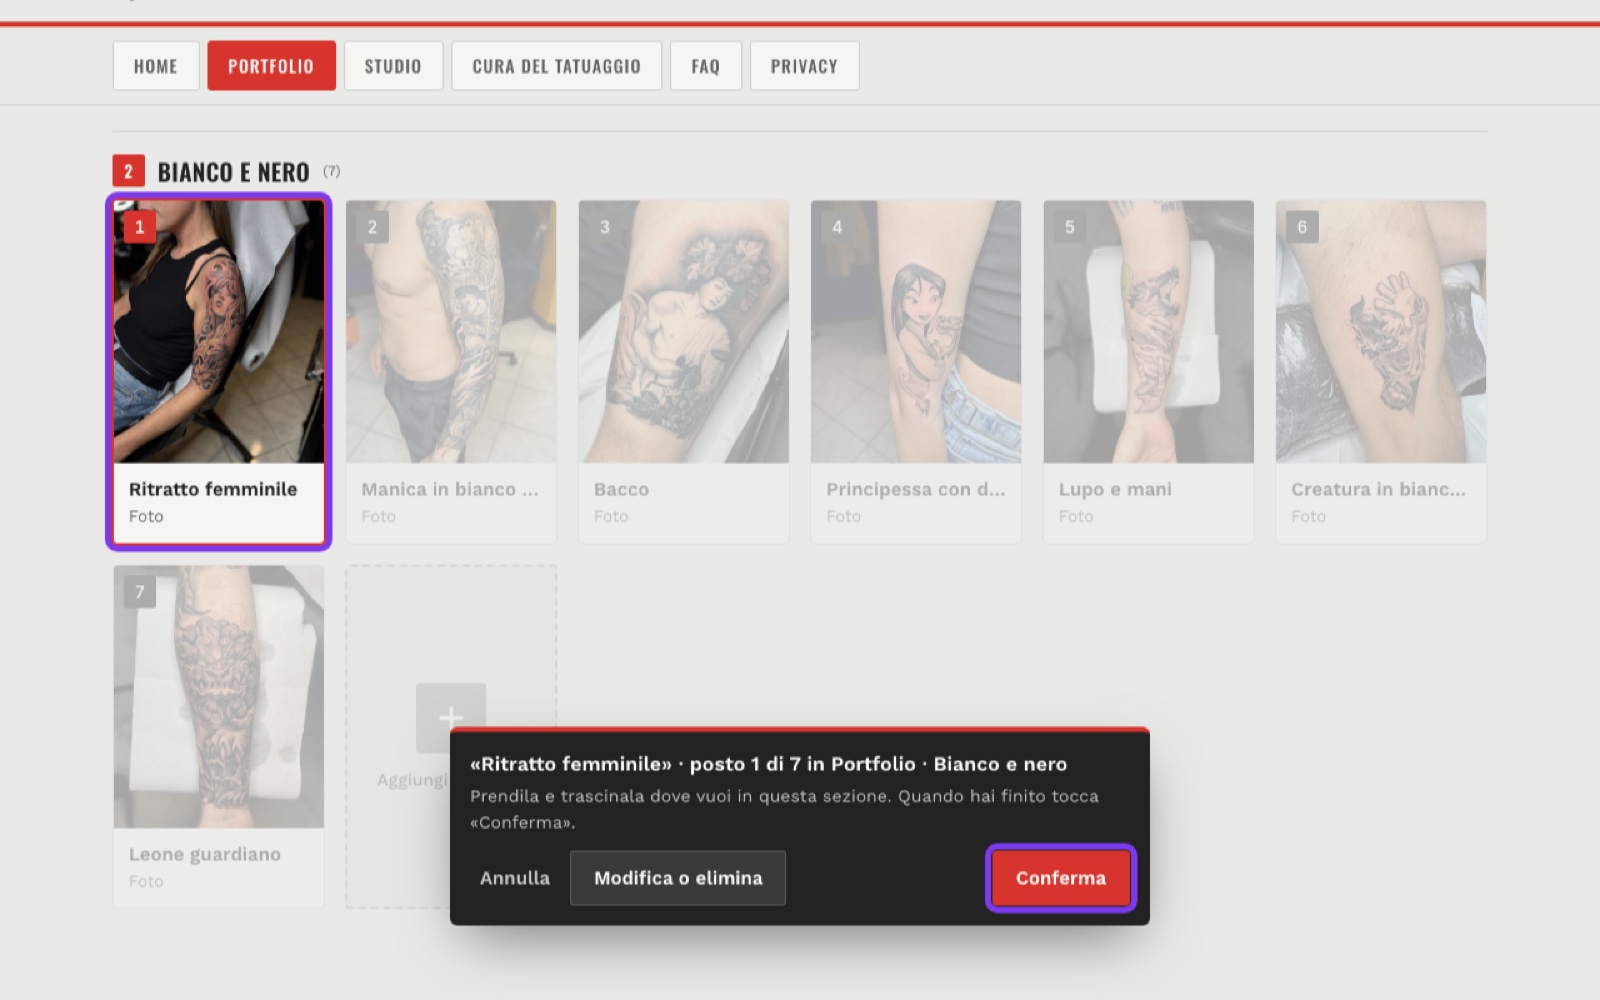 HOME PORTFOLIO STUDIO CURA DEL TATUAGGIO FAQ PRIVACY
2 BIANCO E NERO (7)
1 2 3 4 5 6
Ritratto femminile Manica in bianco ... Bacco Principessa con d... Lupo e mani Creatura in bianc...
Foto Foto Foto Foto Foto Foto
7
+
Aggiungi
«Ritratto femminile» · posto 1 di 7 in Portfolio · Bianco e nero
Prendila e trascinala dove vuoi in questa sezione. Quando hai finito tocca
«Conferma».
Annulla Modifica o elimina Conferma
Leone guardiano
Foto